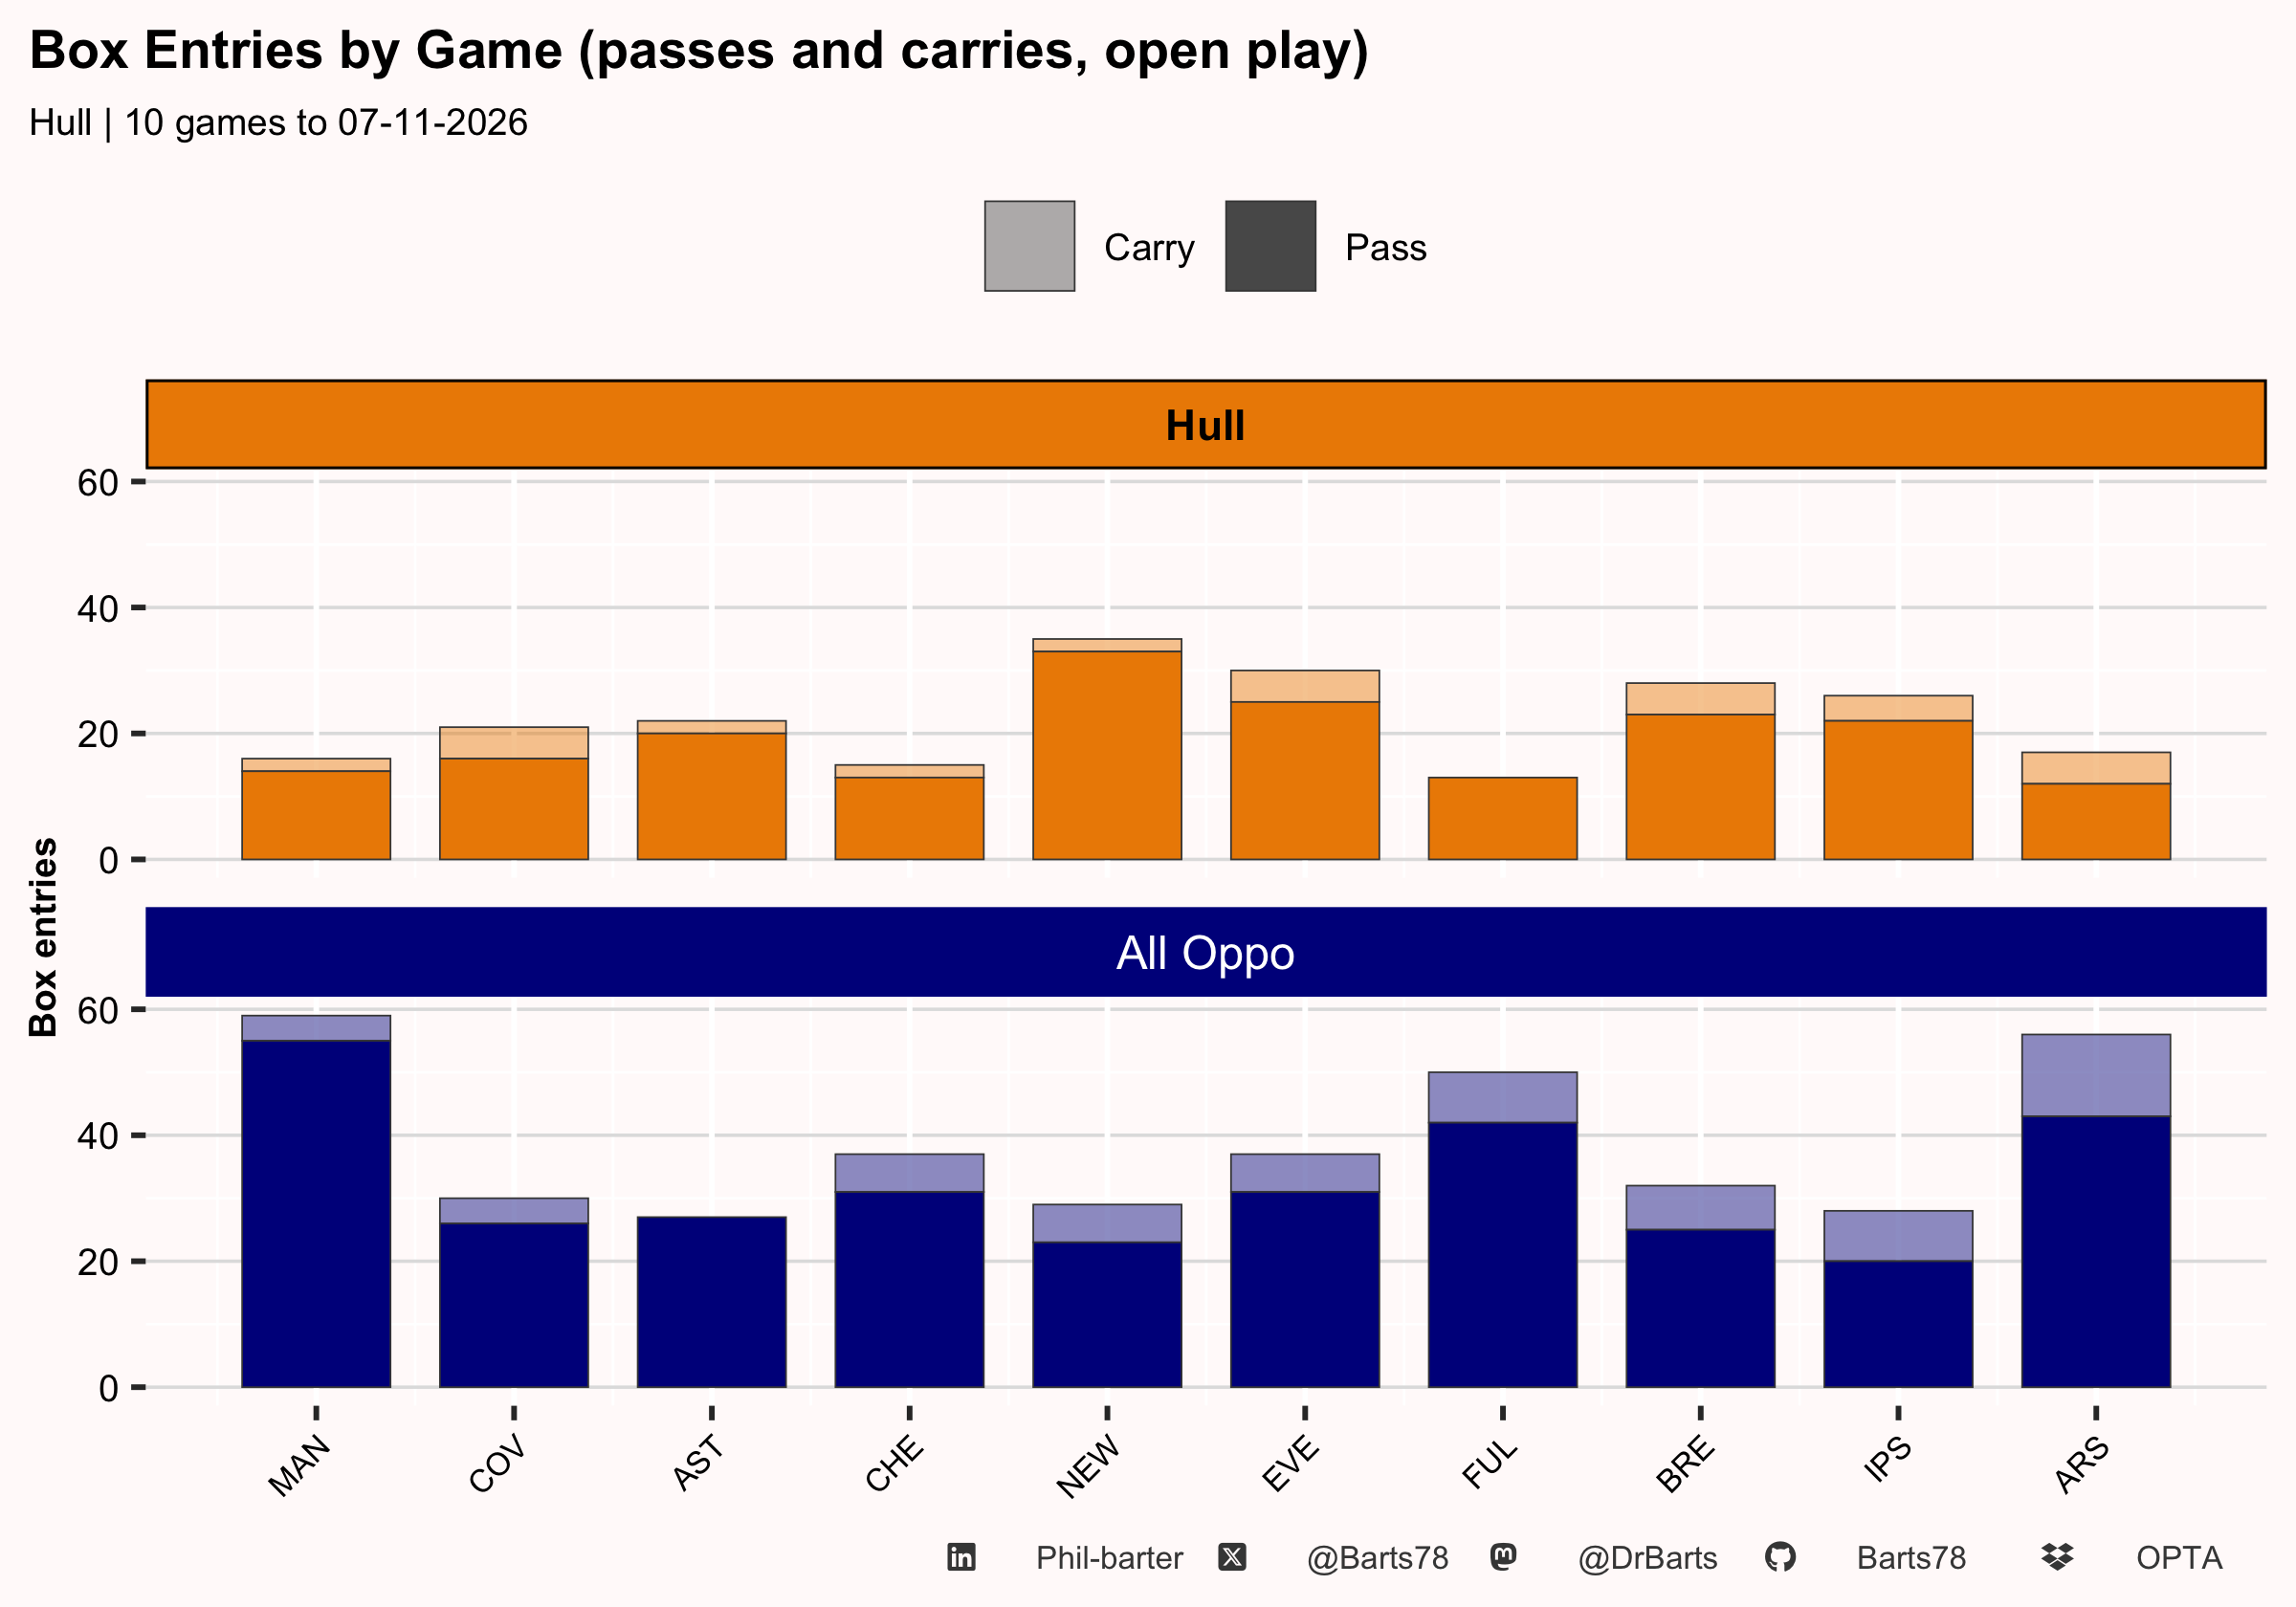 Box Entries by Game (passes and carries, open play)
Hull | 10 games to 07-11-2026
Carry Pass
Hull
60
40
20
0
Box entries
All Oppo
60
40
20
0
MAN COV AST CHE NEW EVE FUL BRE IPS ARS
Phil-barter @Barts78 @DrBarts Barts78 OPTA